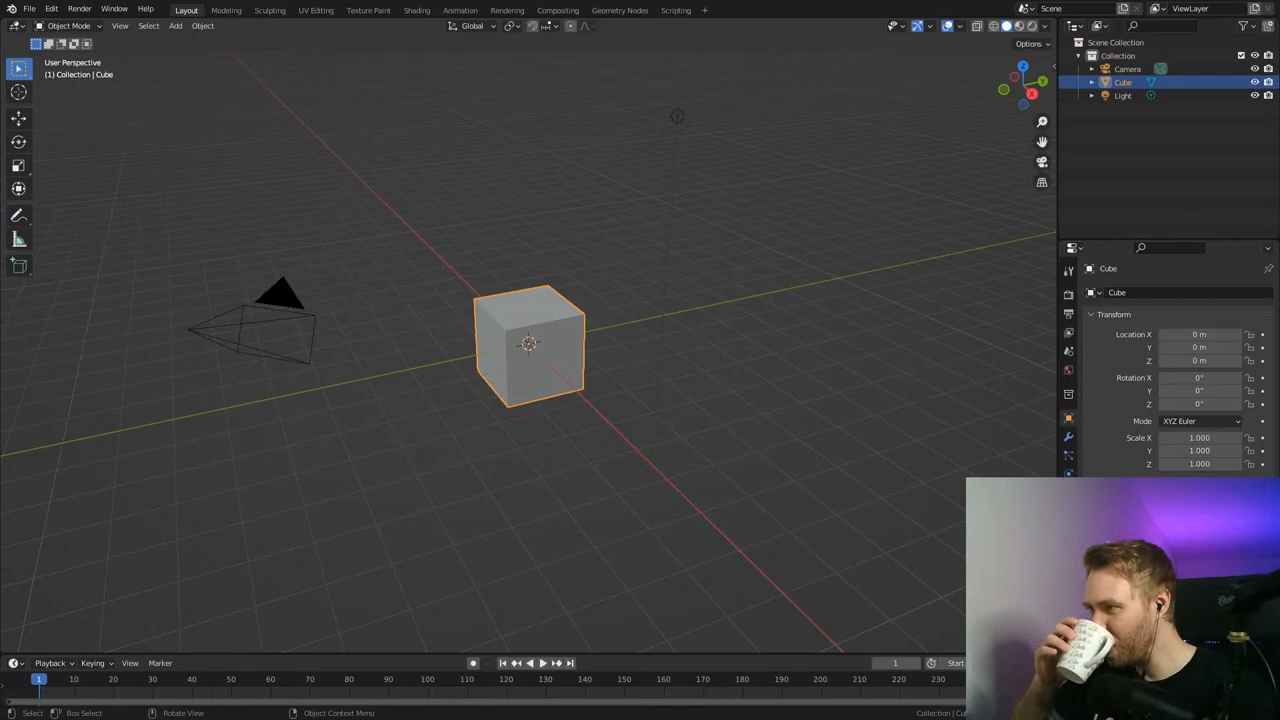 File Edit Render Window Help Layout Modeling Sculpting UV Editing Texture Paint Shading Animation Rendering Compositing Geometry Nodes Scripting + Scene ViewLayer
Object Mode View Select Add Object Global
Options
User Perspective
(1) Collection | Cube
Z
Y
X
Scene Collection
Collection
Camera
Cube
Light
Cube
Cube
Transform
Location X 0 m
Y 0 m
Z 0 m
Rotation X 0°
Y 0°
Z 0°
Mode XYZ Euler
Scale X 1.000
Y 1.000
Z 1.000
Playback Keying View Marker 1 Start
1 10 20 30 40 50 60 70 80 90 100 110 120 130 140 150 160 170 180 190 200 210 220 230
Select Box Select Rotate View Object Context Menu Collection | Cu